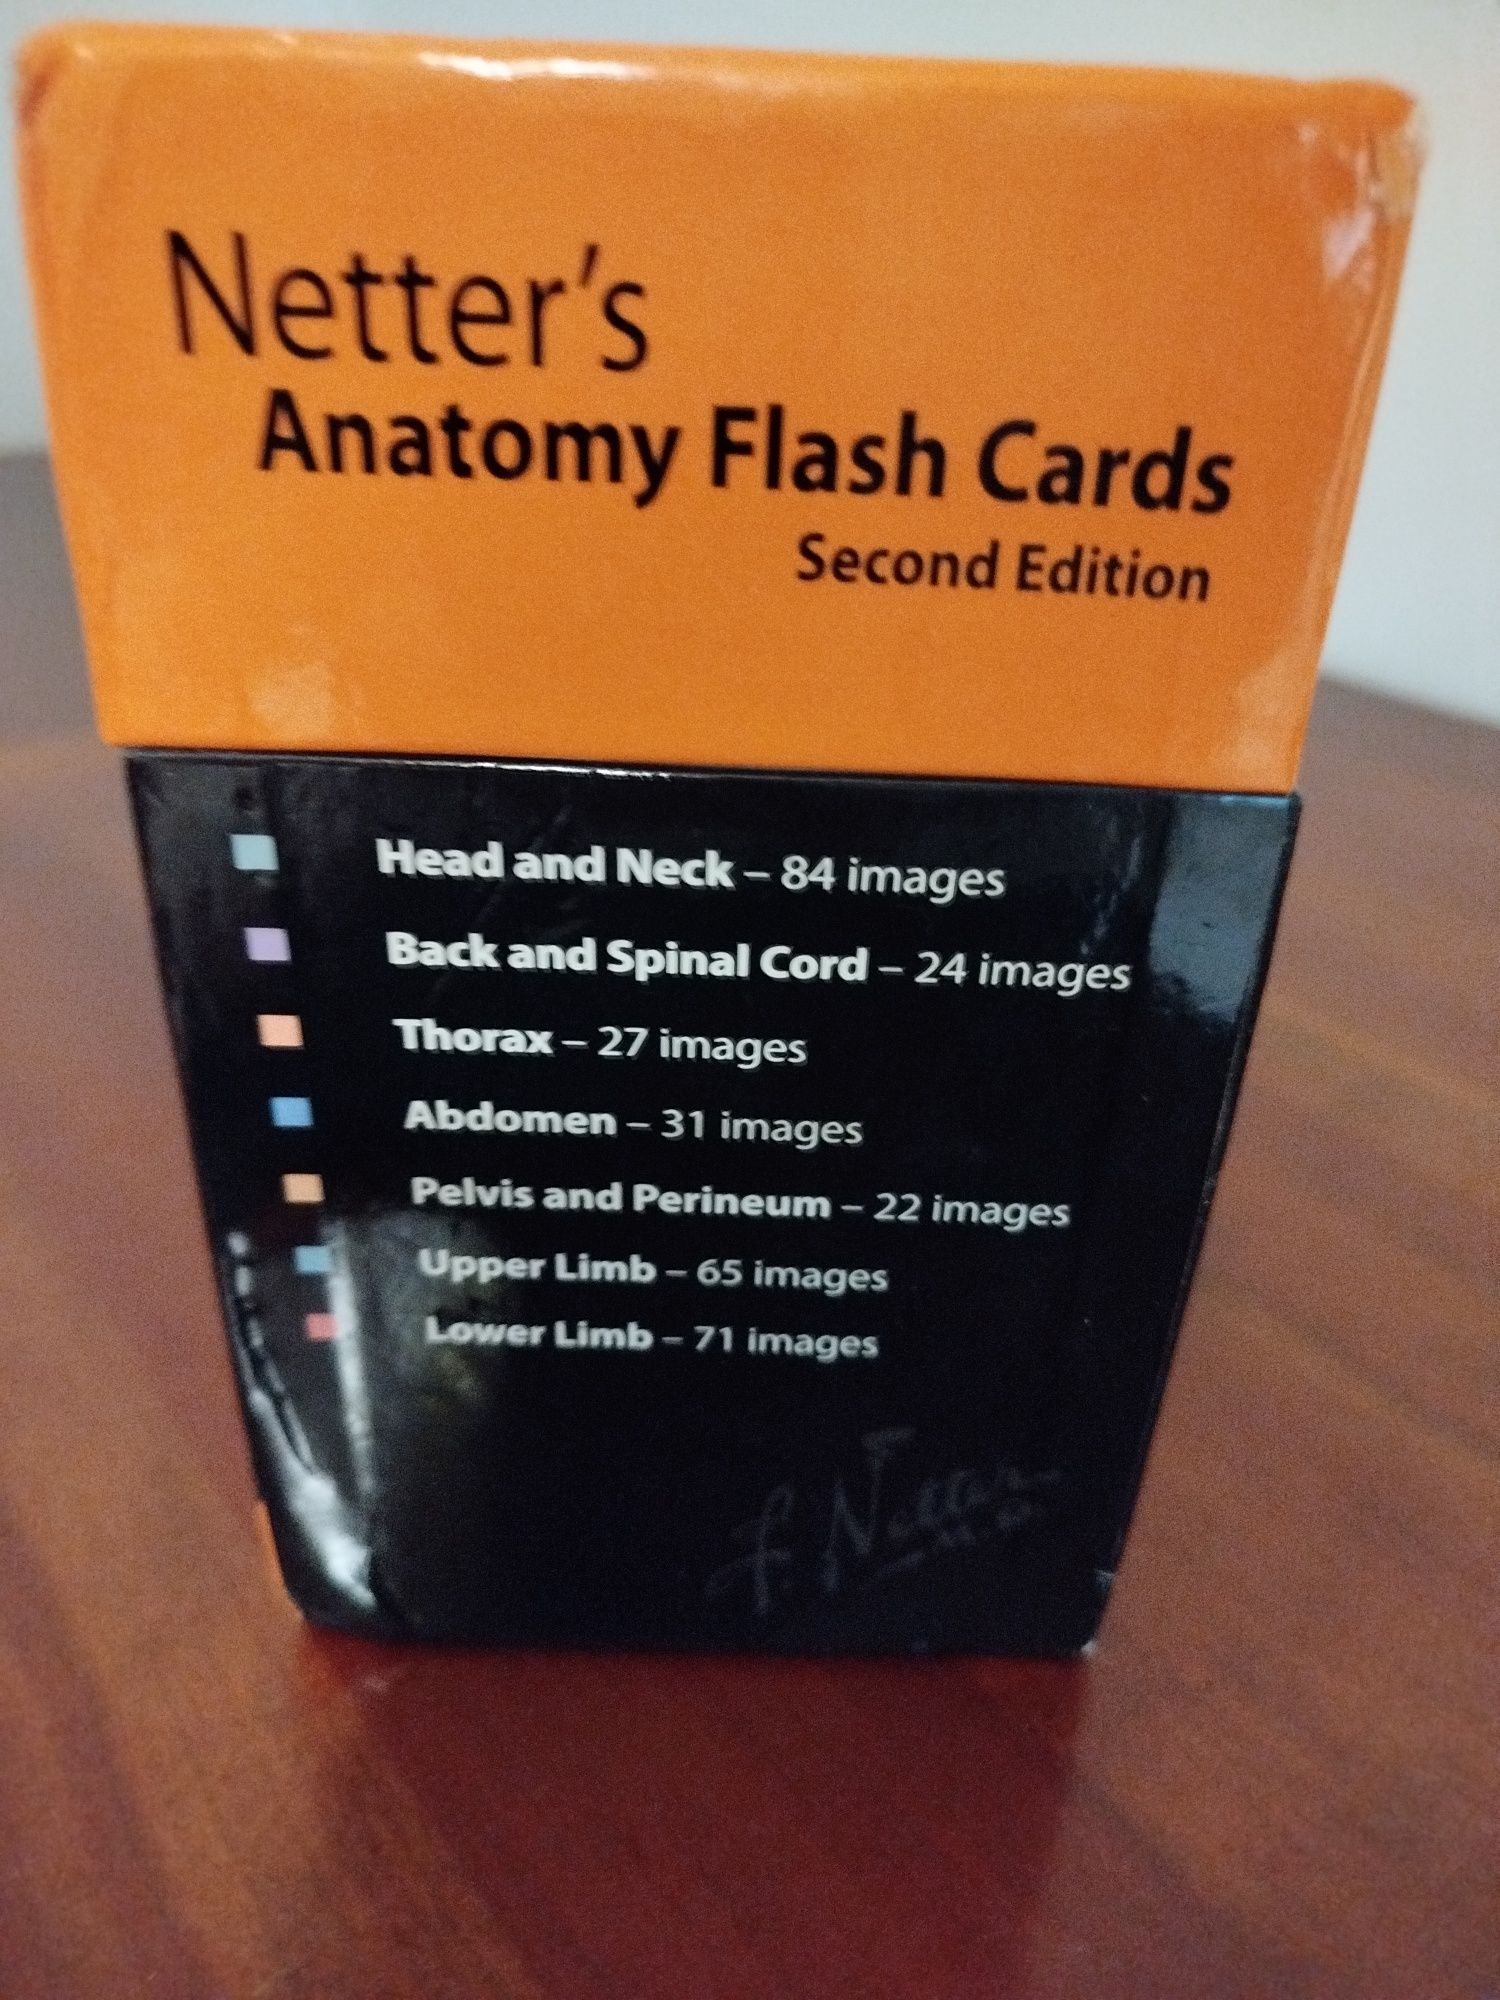 Netter's
Anatomy Flash Cards
Second Edition
Head and Neck – 84 images
Back and Spinal Cord – 24 images
Thorax – 27 images
Abdomen – 31 images
Pelvis and Perineum – 22 images
Upper Limb – 65 images
Lower Limb – 71 images
F. Netter
M.D.